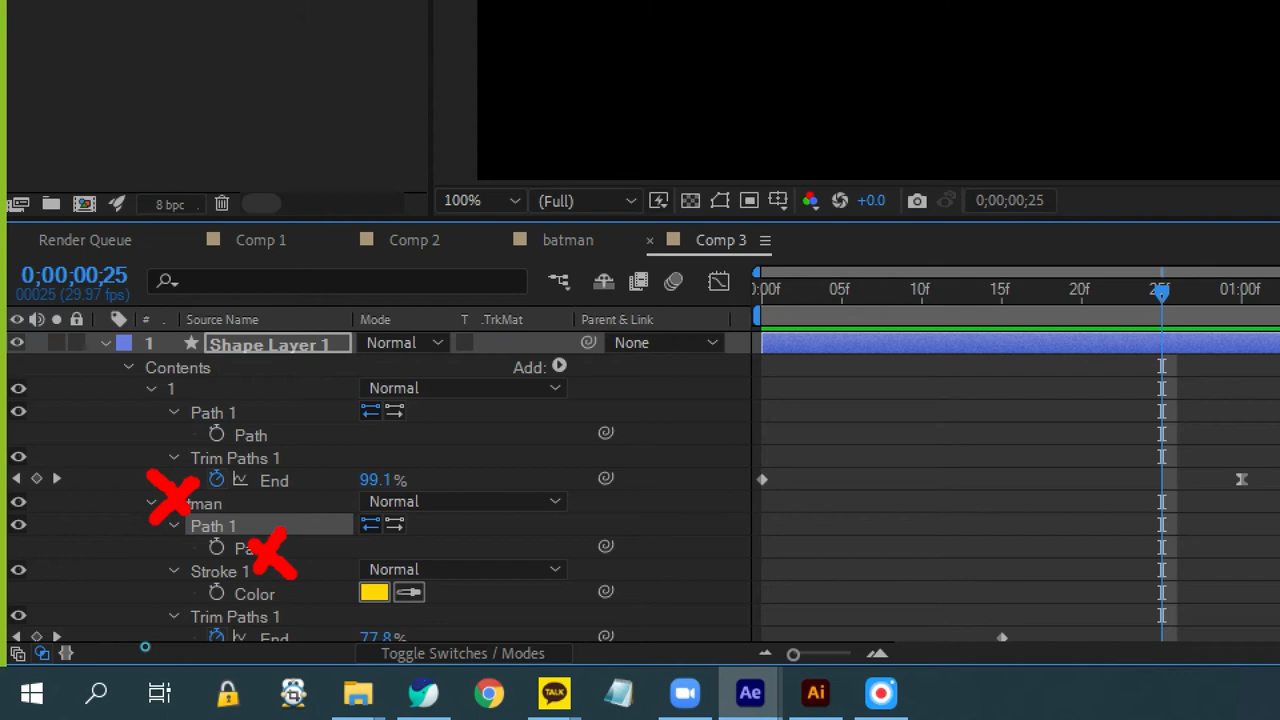 8 bpc
100%
(Full)
+0.0
0;00;00;25
Render Queue
Comp 1
Comp 2
batman
× Comp 3
0;00;00;25
00025 (29.97 fps)
0:00f 05f 10f 15f 20f 25f 01:00f
# Source Name Mode T .TrkMat Parent & Link
1 Shape Layer 1 Normal None
Contents Add:
1 Normal
Path 1
Path
Trim Paths 1
End 99.1%
Normal
Path 1
Stroke 1 Normal
Color
Trim Paths 1
End 77.8%
Toggle Switches / Modes
TALK
Ae
Ai